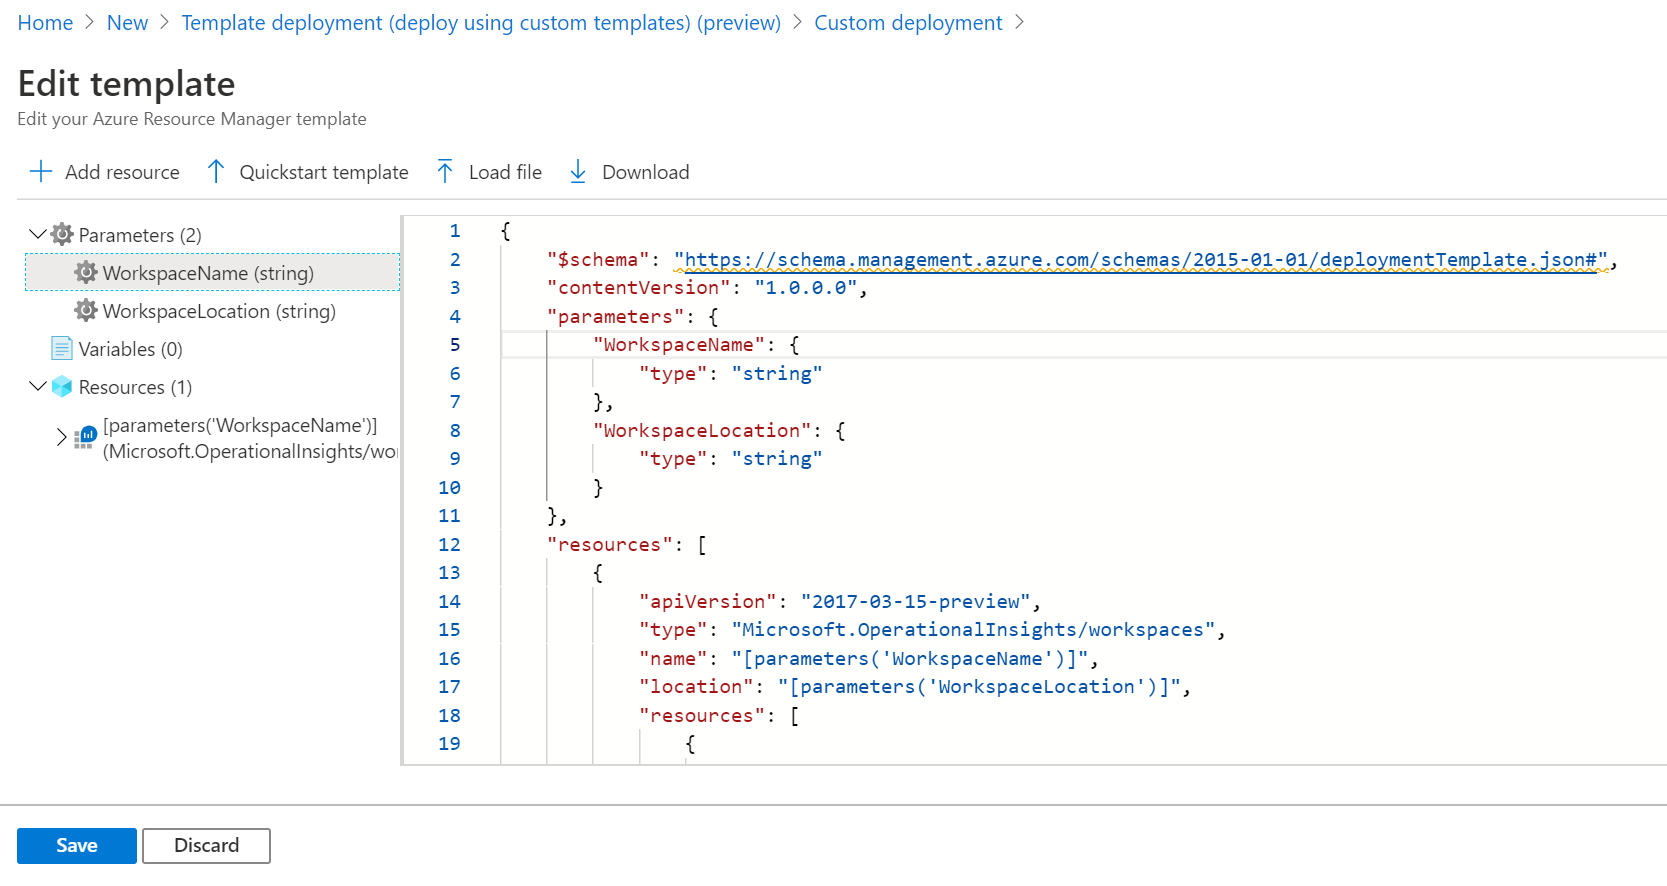 Home > New > Template deployment (deploy using custom templates) (preview) > Custom deployment >
Edit template
Edit your Azure Resource Manager template
Add resource Quickstart template Load file Download
Parameters (2)
WorkspaceName (string)
WorkspaceLocation (string)
Variables (0)
Resources (1)
[parameters('WorkspaceName')]
(Microsoft.OperationalInsights/wor
1 {
2 "$schema": "https://schema.management.azure.com/schemas/2015-01-01/deploymentTemplate.json#",
3 "contentVersion": "1.0.0.0",
4 "parameters": {
5 "WorkspaceName": {
6 "type": "string"
7 },
8 "WorkspaceLocation": {
9 "type": "string"
10 }
11 },
12 "resources": [
13 {
14 "apiVersion": "2017-03-15-preview",
15 "type": "Microsoft.OperationalInsights/workspaces",
16 "name": "[parameters('WorkspaceName')]",
17 "location": "[parameters('WorkspaceLocation')]",
18 "resources": [
19 {
Save Discard